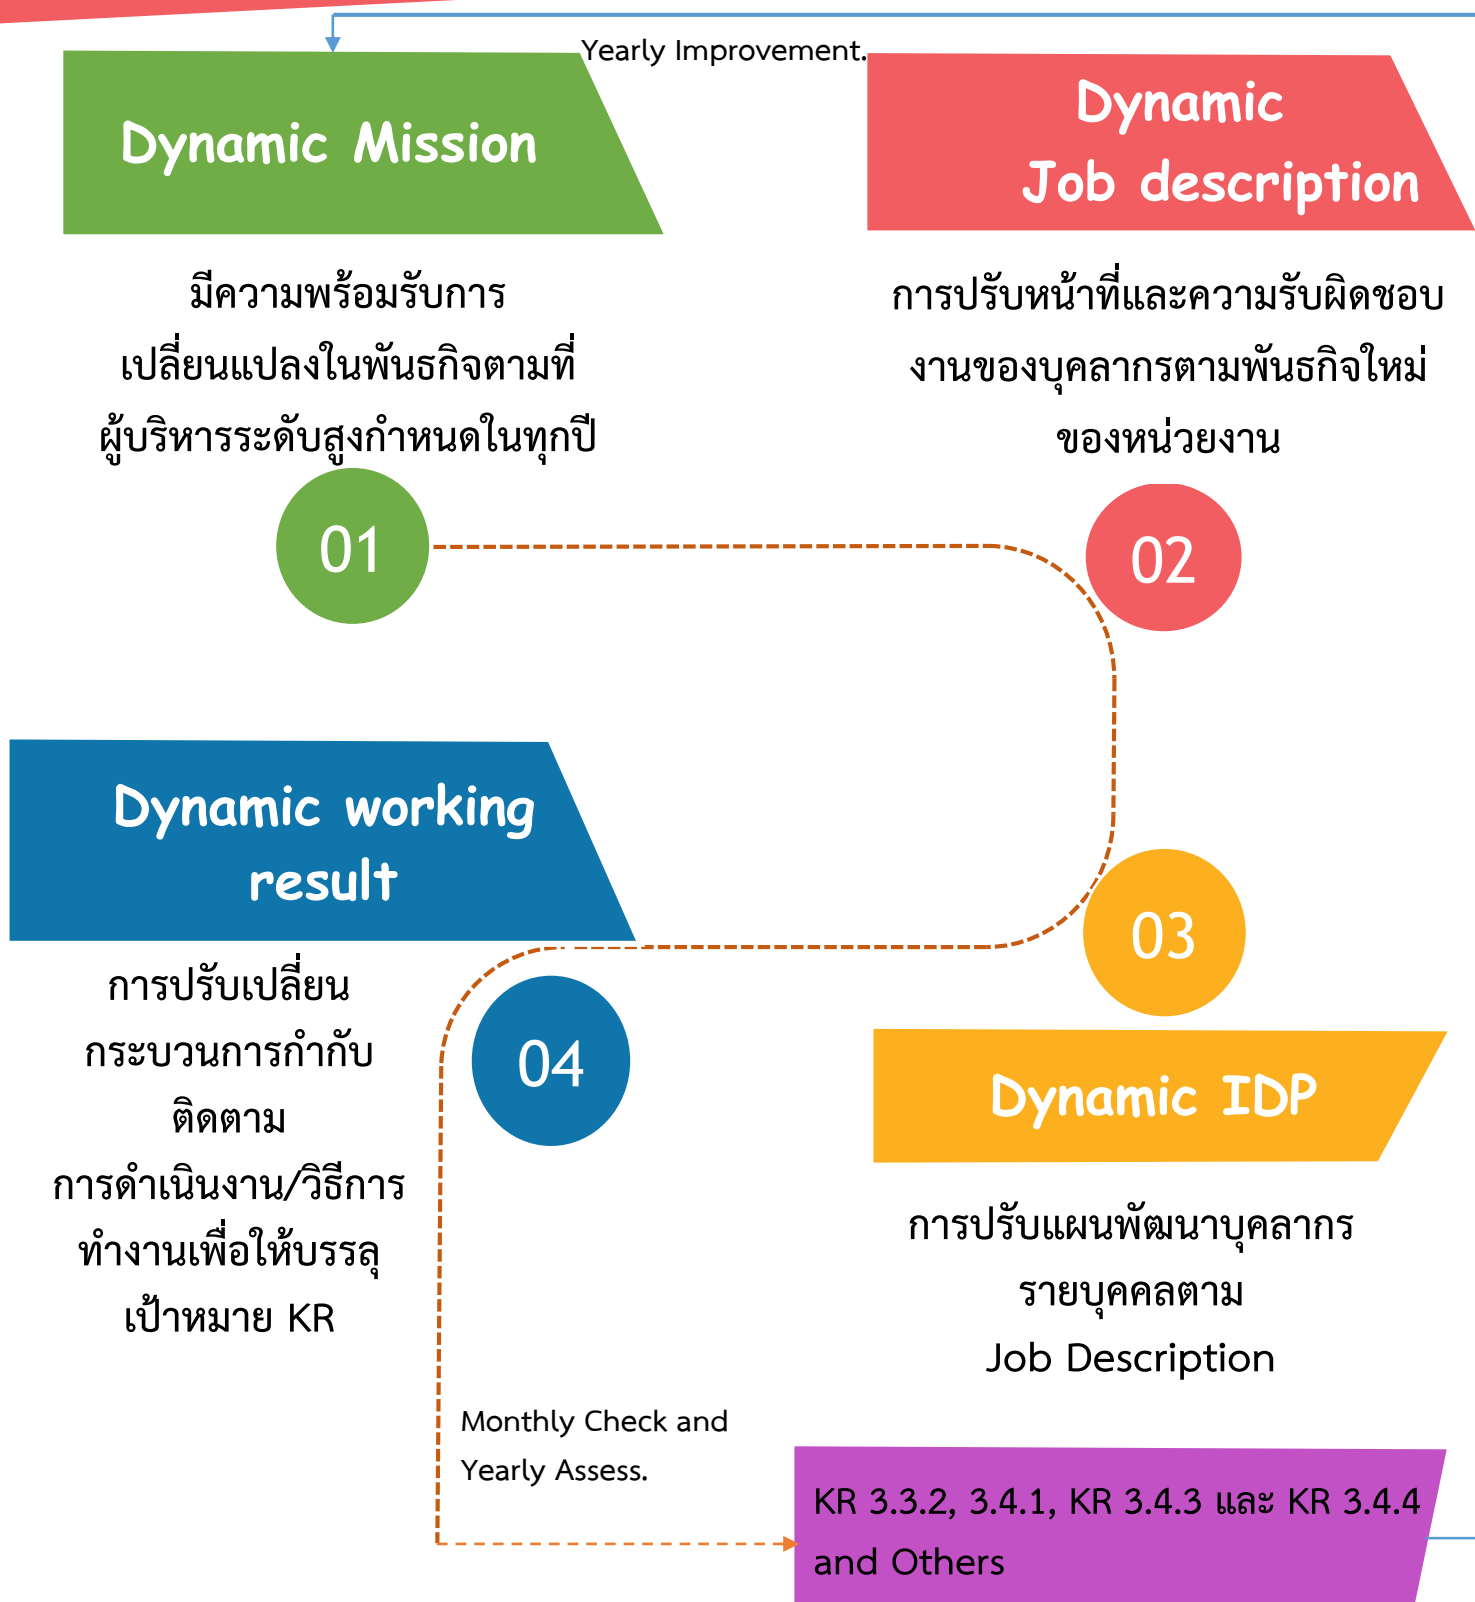 Yearly Improvement.
Dynamic Mission
มีความพร้อมรับการ
เปลี่ยนแปลงในพันธกิจตามที่
ผู้บริหารระดับสูงกำหนดในทุกปี
01
Dynamic
Job description
การปรับหน้าที่และความรับผิดชอบ
งานของบุคลากรตามพันธกิจใหม่
ของหน่วยงาน
02
03
Dynamic IDP
การปรับแผนพัฒนาบุคลากร
รายบุคคลตาม
Job Description
Dynamic working
result
การปรับเปลี่ยน
กระบวนการกำกับ
ติดตาม
การดำเนินงาน/วิธีการ
ทำงานเพื่อให้บรรลุ
เป้าหมาย KR
04
Monthly Check and
Yearly Assess.
KR 3.3.2, 3.4.1, KR 3.4.3 และ KR 3.4.4
and Others